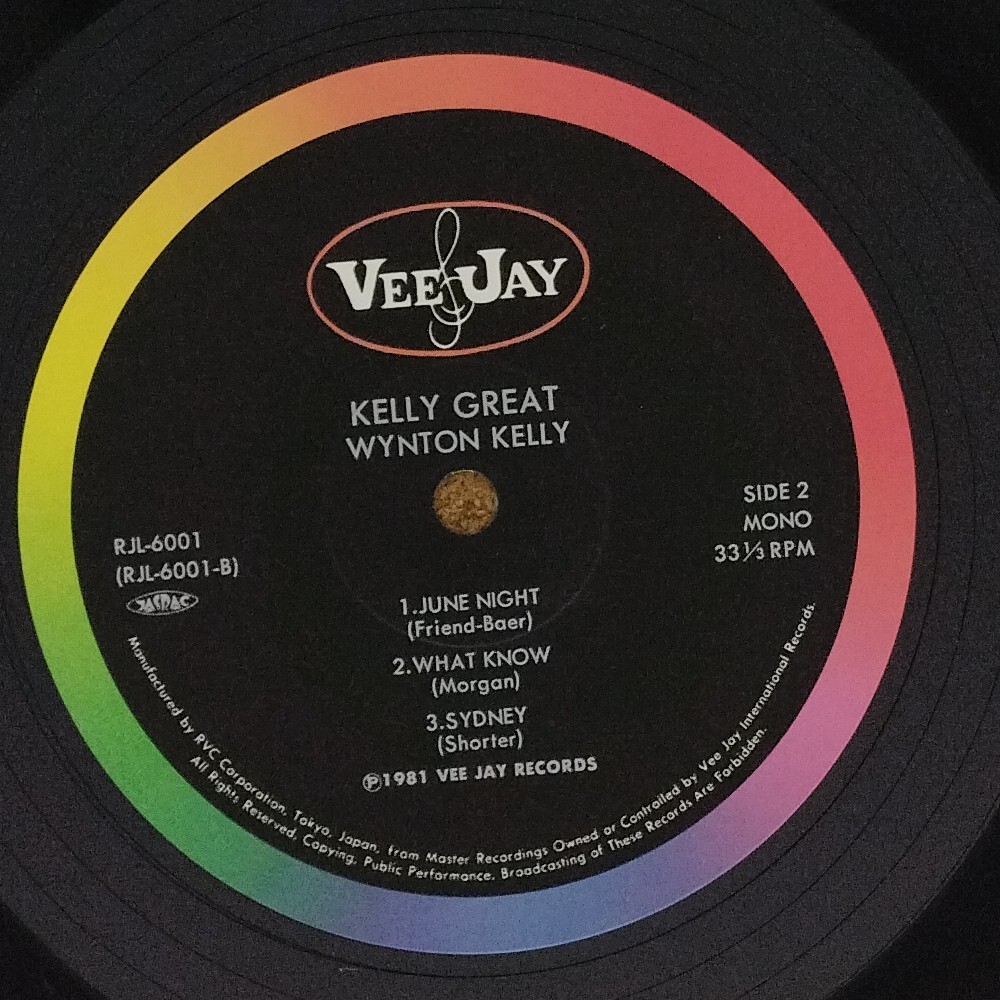 VEE JAY
KELLY GREAT
WYNTON KELLY
SIDE 2
MONO
33 1/3 RPM
RJL-6001
(RJL-6001-B)
JASRAC
1.JUNE NIGHT
(Friend-Baer)
2.WHAT KNOW
(Morgan)
3.SYDNEY
(Shorter)
℗1981 VEE JAY RECORDS
Manufactured by RVC Corporation, Tokyo, Japan, from Master Recordings Owned or Controlled by Vee Jay International Records.
All Rights Reserved, Copying, Public Performance, Broadcasting of These Records Are Forbidden.